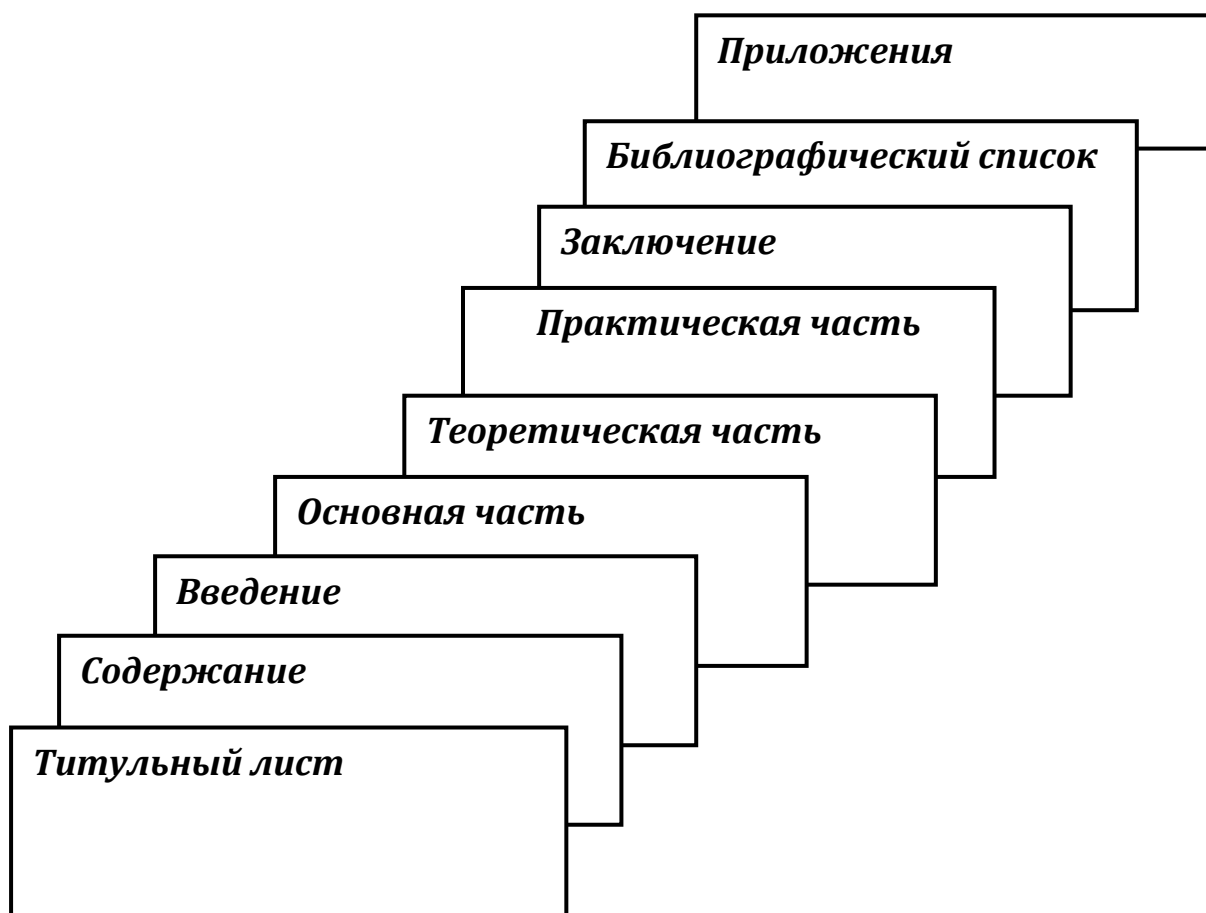 Приложения
Библиографический список
Заключение
Практическая часть
Теоретическая часть
Основная часть
Введение
Содержание
Титульный лист